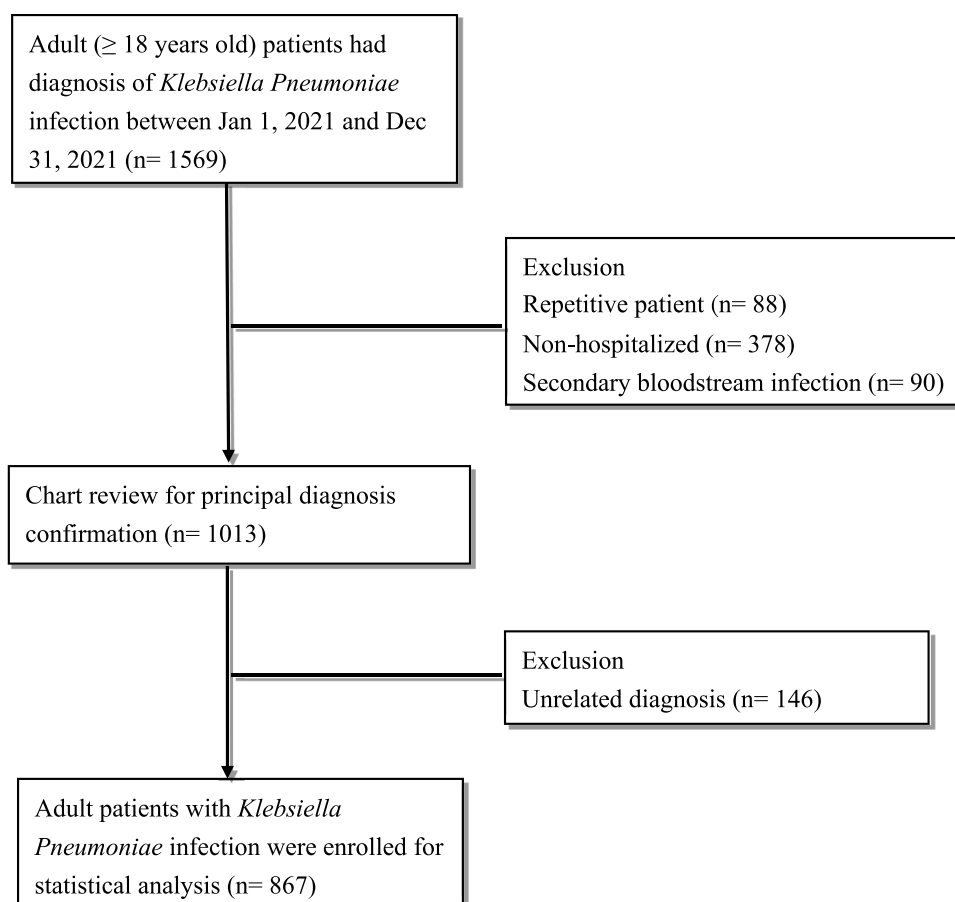 Adult (≥ 18 years old) patients had
diagnosis of Klebsiella Pneumoniae
infection between Jan 1, 2021 and Dec
31, 2021 (n= 1569)
Exclusion
Repetitive patient (n= 88)
Non-hospitalized (n= 378)
Secondary bloodstream infection (n= 90)
Chart review for principal diagnosis
confirmation (n= 1013)
Exclusion
Unrelated diagnosis (n= 146)
Adult patients with Klebsiella
Pneumoniae infection were enrolled for
statistical analysis (n= 867)